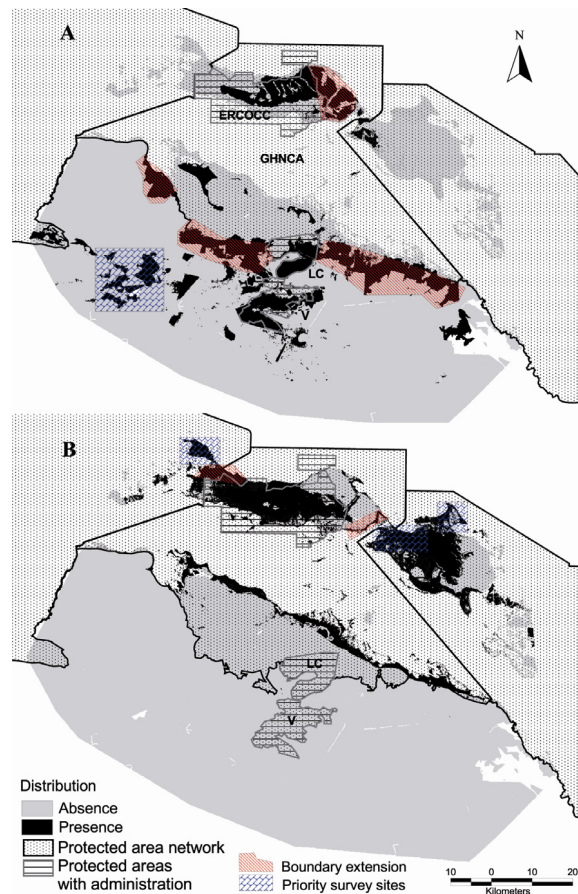 A
N
ERCOCC
GHNCA
LC
V
B
LC
V
Distribution
Absence
Presence
Protected area network
Protected areas
with administration
Boundary extension
Priority survey sites
10 0 10 20
Kilometers